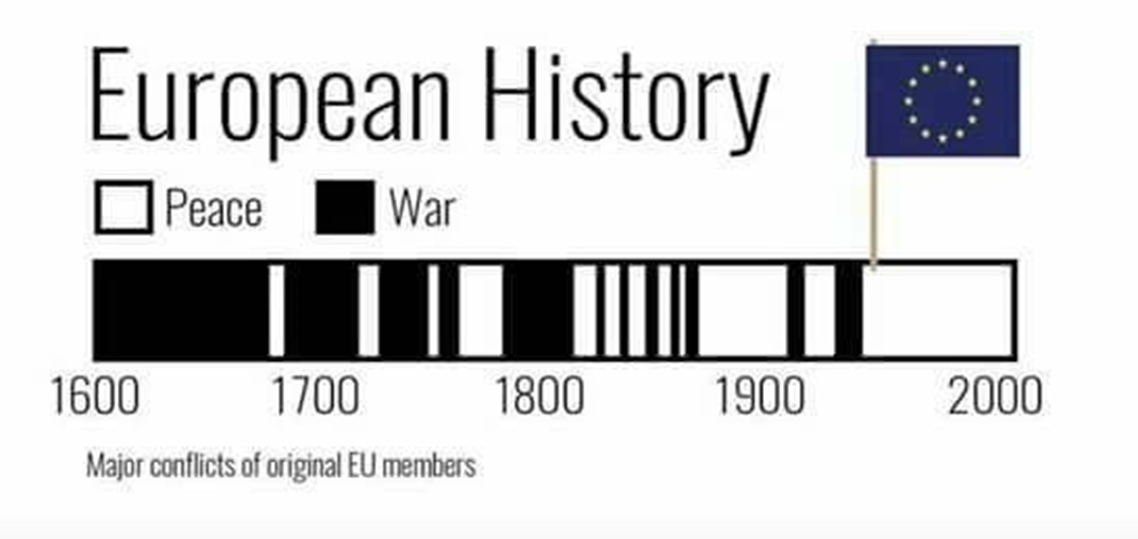 European History
Peace War
1600 1700 1800 1900 2000
Major conflicts of original EU members